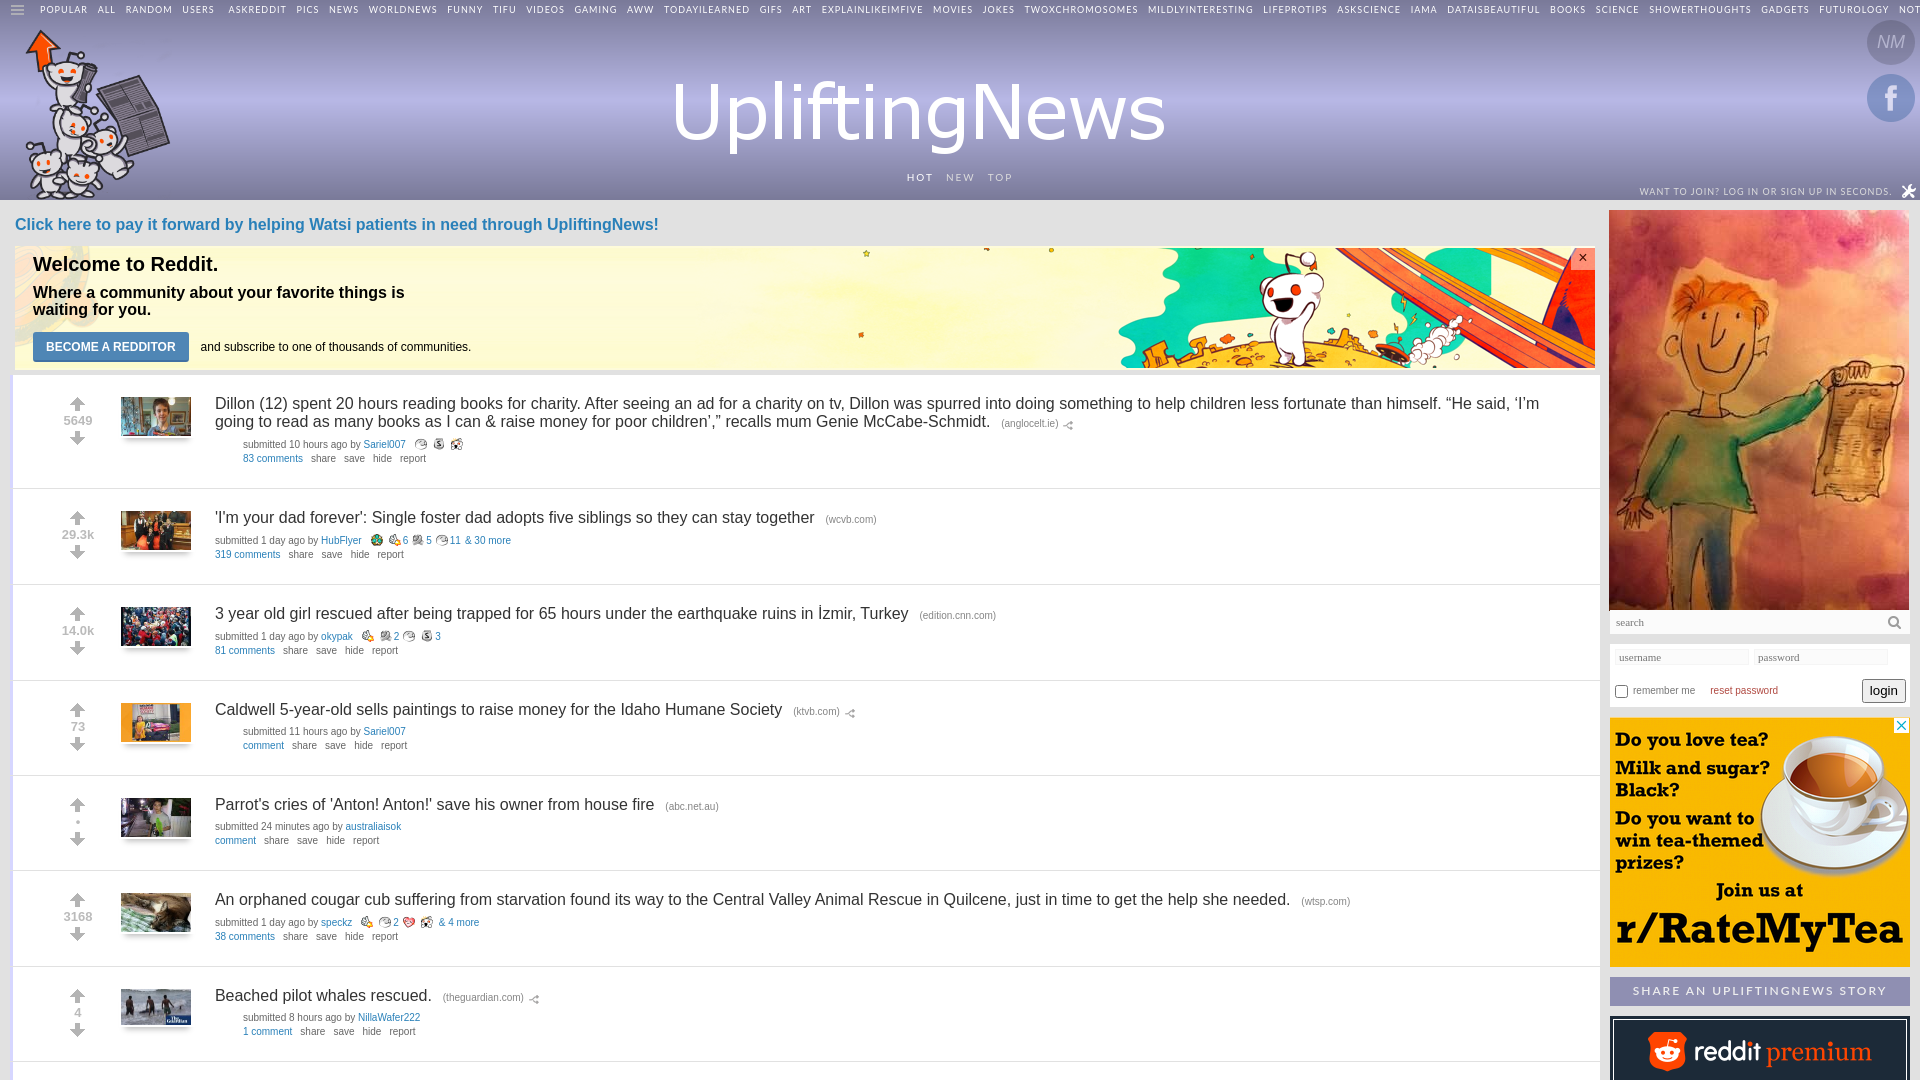 POPULAR ALL RANDOM USERS ASKREDDIT PICS NEWS WORLDNEWS FUNNY TIFU VIDEOS GAMING AWW TODAYILEARNED GIFS ART EXPLAINLIKEIMFIVE MOVIES JOKES TWOXCHROMOSOMES MILDLYINTERESTING LIFEPROTIPS ASKSCIENCE IAMA DATAISBEAUTIFUL BOOKS SCIENCE SHOWERTHOUGHTS GADGETS FUTUROLOGY NOT
NM
f
UpliftingNews
HOT NEW TOP
WANT TO JOIN? LOG IN OR SIGN UP IN SECONDS.
Click here to pay it forward by helping Watsi patients in need through UpliftingNews!
Welcome to Reddit.
×
Where a community about your favorite things is
waiting for you.
BECOME A REDDITOR and subscribe to one of thousands of communities.
5649
Dillon (12) spent 20 hours reading books for charity. After seeing an ad for a charity on tv, Dillon was spurred into doing something to help children less fortunate than himself. “He said, ‘I’m
going to read as many books as I can & raise money for poor children’,” recalls mum Genie McCabe-Schmidt. (anglocelt.ie)
submitted 10 hours ago by Sariel007
83 comments share save hide report
29.3k
'I'm your dad forever': Single foster dad adopts five siblings so they can stay together (wcvb.com)
submitted 1 day ago by HubFlyer 6 5 11 & 30 more
319 comments share save hide report
14.0k
3 year old girl rescued after being trapped for 65 hours under the earthquake ruins in İzmir, Turkey (edition.cnn.com)
submitted 1 day ago by okypak 2 3
81 comments share save hide report
73
Caldwell 5-year-old sells paintings to raise money for the Idaho Humane Society (ktvb.com)
submitted 11 hours ago by Sariel007
comment share save hide report
•
Parrot's cries of 'Anton! Anton!' save his owner from house fire (abc.net.au)
submitted 24 minutes ago by australiaisok
comment share save hide report
3168
An orphaned cougar cub suffering from starvation found its way to the Central Valley Animal Rescue in Quilcene, just in time to get the help she needed. (wtsp.com)
submitted 1 day ago by speckz 2 & 4 more
38 comments share save hide report
4
Beached pilot whales rescued. (theguardian.com)
submitted 8 hours ago by NillaWafer222
1 comment share save hide report
search
username password
remember me reset password login
Do you love tea?
Milk and sugar?
Black?
Do you want to
win tea-themed
prizes?
Join us at
r/RateMyTea
SHARE AN UPLIFTINGNEWS STORY
reddit premium